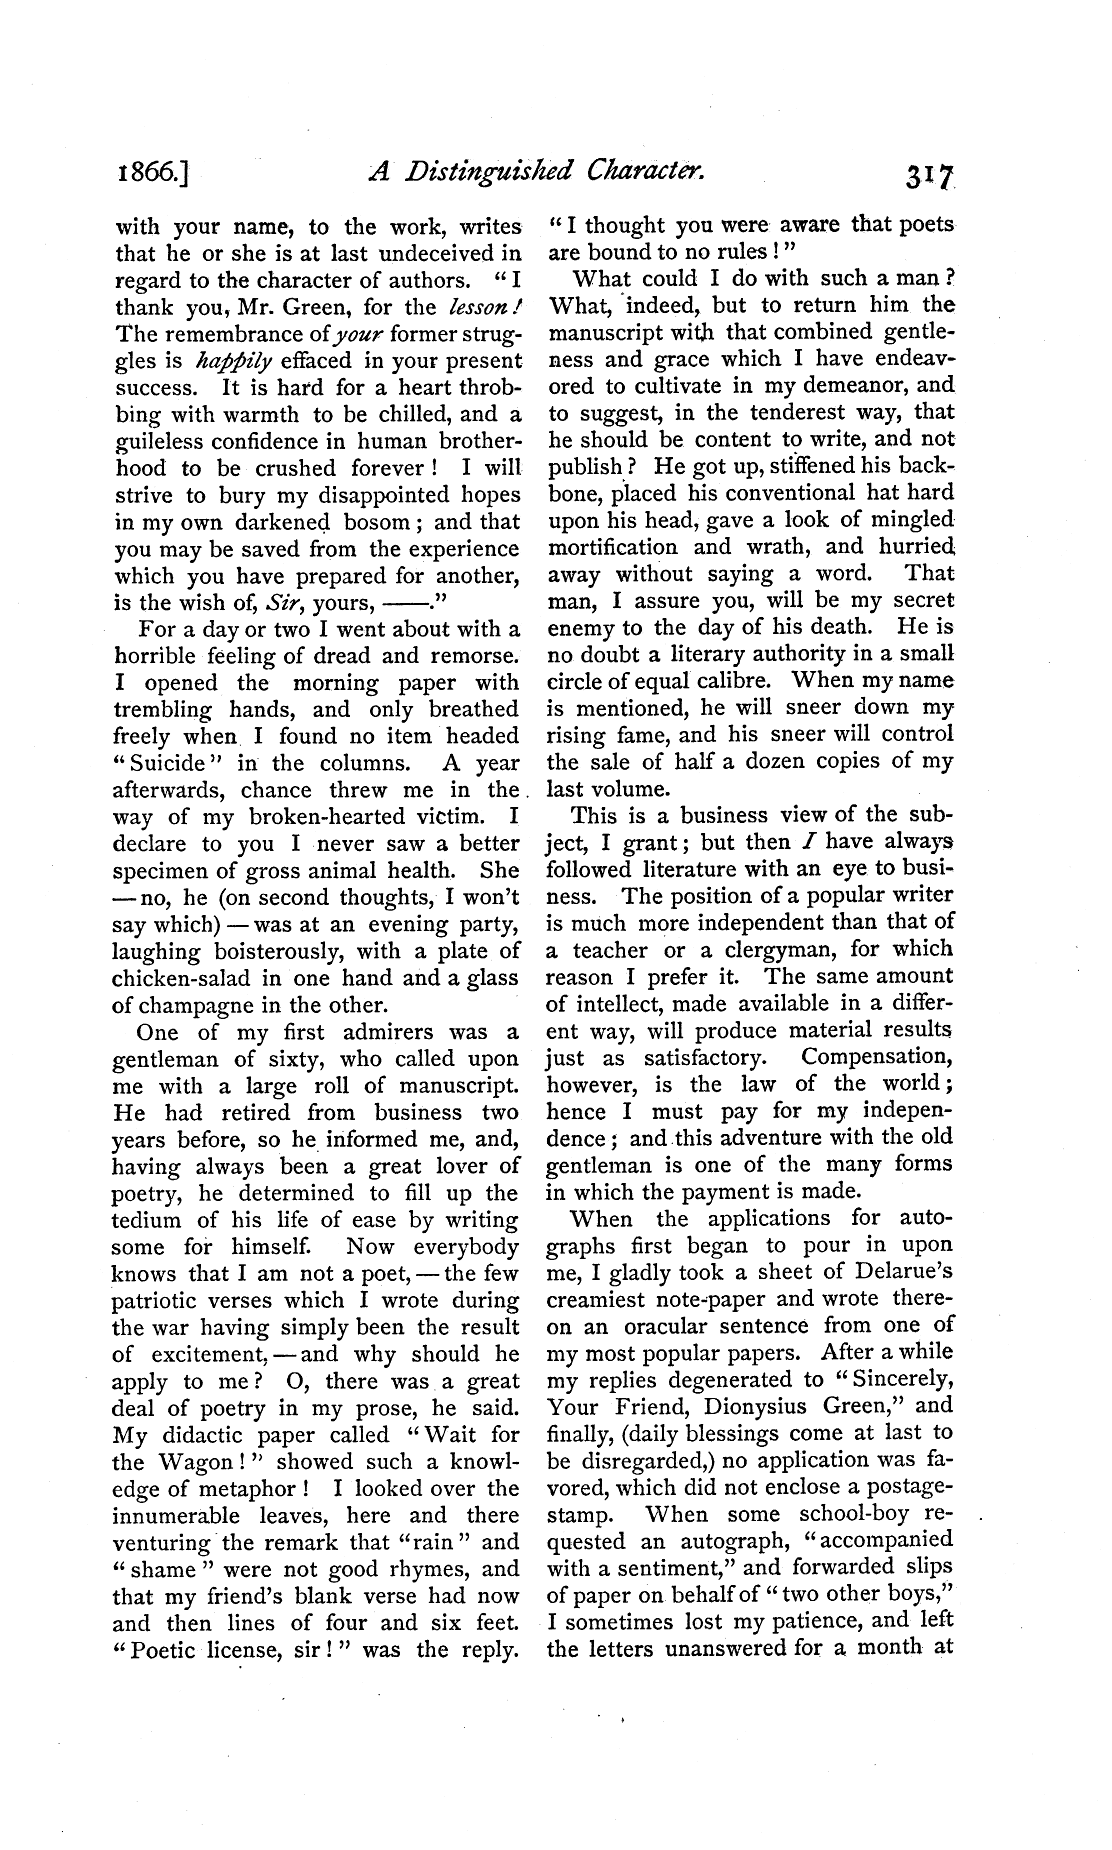 1866.] A Distinguished Character. 317
with your name, to the work, writes
that he or she is at last undeceived in
regard to the character of authors. “I
thank you, Mr. Green, for the lesson!
The remembrance of your former strug-
gles is happily effaced in your present
success. It is hard for a heart throb-
bing with warmth to be chilled, and a
guileless confidence in human brother-
hood to be crushed forever! I will
strive to bury my disappointed hopes
in my own darkened bosom; and that
you may be saved from the experience
which you have prepared for another,
is the wish of, Sir, yours, ——.”
For a day or two I went about with a
horrible feeling of dread and remorse.
I opened the morning paper with
trembling hands, and only breathed
freely when I found no item headed
“Suicide” in the columns. A year
afterwards, chance threw me in the
way of my broken-hearted victim. I
declare to you I never saw a better
specimen of gross animal health. She
—no, he (on second thoughts, I won’t
say which)—was at an evening party,
laughing boisterously, with a plate of
chicken-salad in one hand and a glass
of champagne in the other.
One of my first admirers was a
gentleman of sixty, who called upon
me with a large roll of manuscript.
He had retired from business two
years before, so he informed me, and,
having always been a great lover of
poetry, he determined to fill up the
tedium of his life of ease by writing
some for himself. Now everybody
knows that I am not a poet,—the few
patriotic verses which I wrote during
the war having simply been the result
of excitement,—and why should he
apply to me? O, there was a great
deal of poetry in my prose, he said.
My didactic paper called “Wait for
the Wagon!” showed such a knowl-
edge of metaphor! I looked over the
innumerable leaves, here and there
venturing the remark that “rain” and
“shame” were not good rhymes, and
that my friend’s blank verse had now
and then lines of four and six feet.
“Poetic license, sir!” was the reply.
“I thought you were aware that poets
are bound to no rules!”
What could I do with such a man?
What, indeed, but to return him the
manuscript with that combined gentle-
ness and grace which I have endeav-
ored to cultivate in my demeanor, and
to suggest, in the tenderest way, that
he should be content to write, and not
publish? He got up, stiffened his back-
bone, placed his conventional hat hard
upon his head, gave a look of mingled
mortification and wrath, and hurried
away without saying a word. That
man, I assure you, will be my secret
enemy to the day of his death. He is
no doubt a literary authority in a small
circle of equal calibre. When my name
is mentioned, he will sneer down my
rising fame, and his sneer will control
the sale of half a dozen copies of my
last volume.
This is a business view of the sub-
ject, I grant; but then I have always
followed literature with an eye to busi-
ness. The position of a popular writer
is much more independent than that of
a teacher or a clergyman, for which
reason I prefer it. The same amount
of intellect, made available in a differ-
ent way, will produce material results
just as satisfactory. Compensation,
however, is the law of the world;
hence I must pay for my indepen-
dence; and this adventure with the old
gentleman is one of the many forms
in which the payment is made.
When the applications for auto-
graphs first began to pour in upon
me, I gladly took a sheet of Delarue’s
creamiest note-paper and wrote there-
on an oracular sentence from one of
my most popular papers. After a while
my replies degenerated to “Sincerely,
Your Friend, Dionysius Green,” and
finally, (daily blessings come at last to
be disregarded,) no application was fa-
vored, which did not enclose a postage-
stamp. When some school-boy re-
quested an autograph, “accompanied
with a sentiment,” and forwarded slips
of paper on behalf of “two other boys,”
I sometimes lost my patience, and left
the letters unanswered for a month at